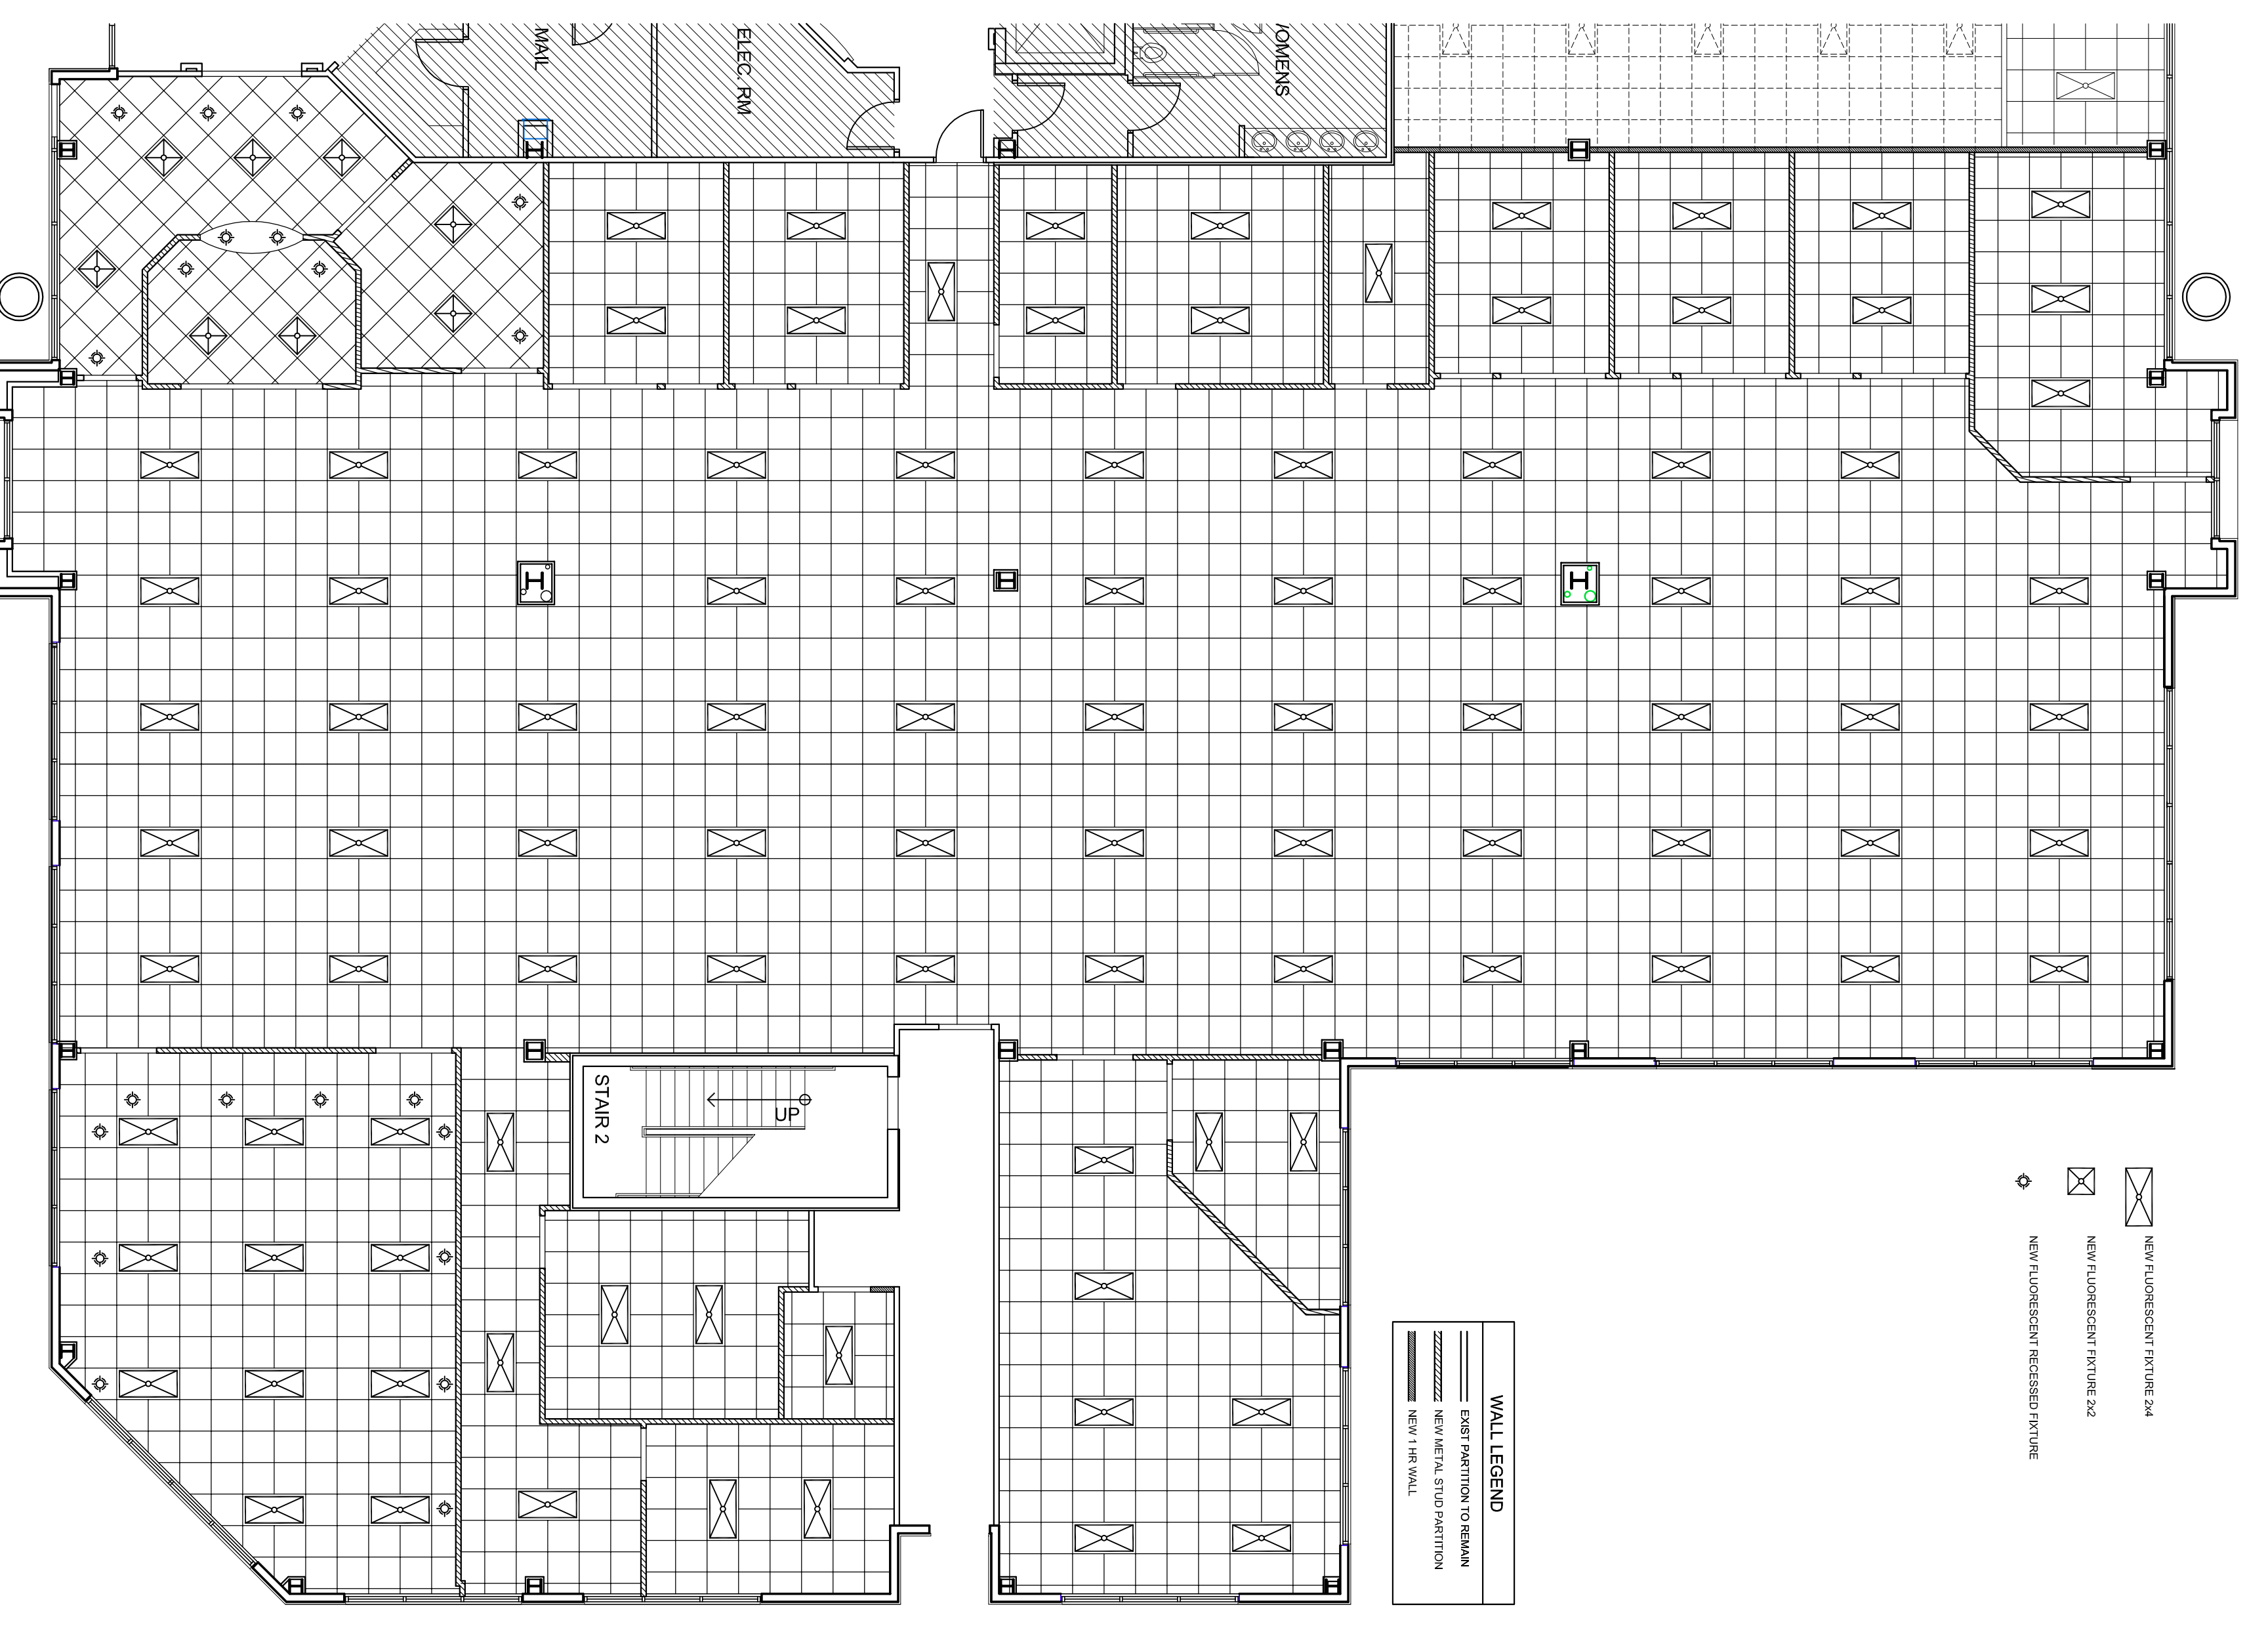 MAIL
ELEC. RM
WOMENS
STAIR 2
UP
WALL LEGEND
EXIST PARTITION TO REMAIN
NEW METAL STUD PARTITION
NEW 1 HR WALL
NEW FLUORESCENT FIXTURE 2x4
NEW FLUORESCENT FIXTURE 2x2
NEW FLUORESCENT RECESSED FIXTURE